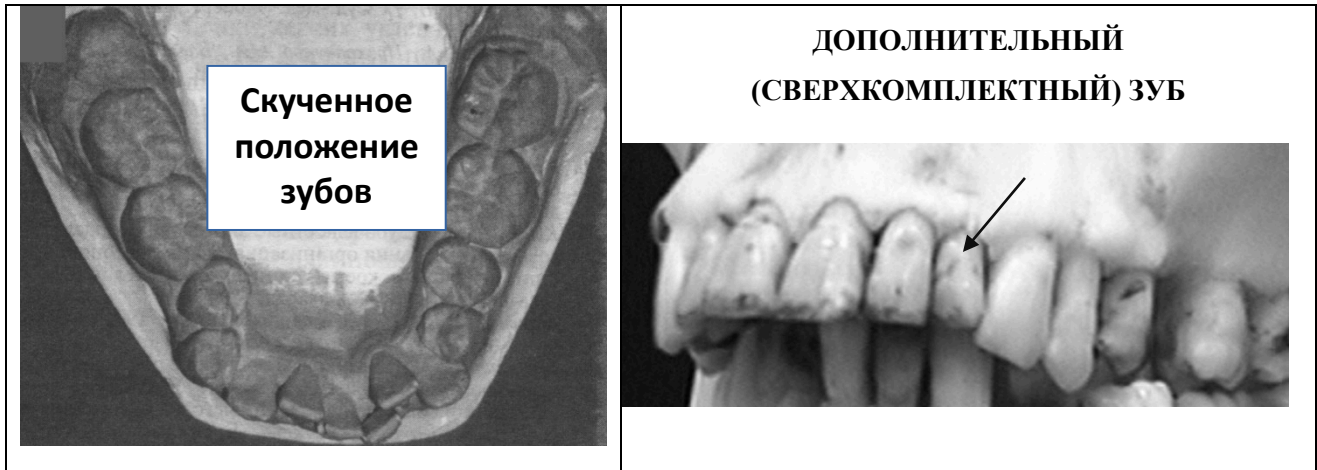 Скученное
положение
зубов
ДОПОЛНИТЕЛЬНЫЙ
(СВЕРХКОМПЛЕКТНЫЙ) ЗУБ